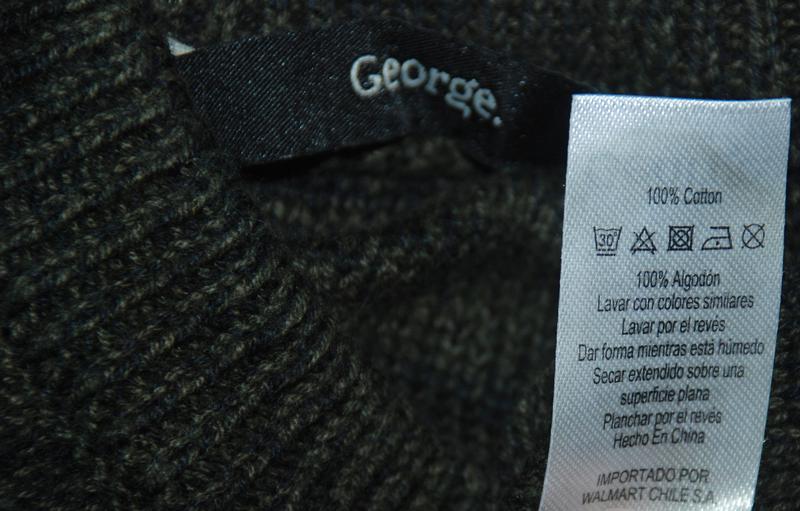 George.
100% Cotton
30°
100% Algodón
Lavar con colores similares
Lavar por el revés
Dar forma mientras está húmedo
Secar extendido sobre una
superficie plana
Planchar por el revés
Hecho En China
IMPORTADO POR
WALMART CHILE S.A.